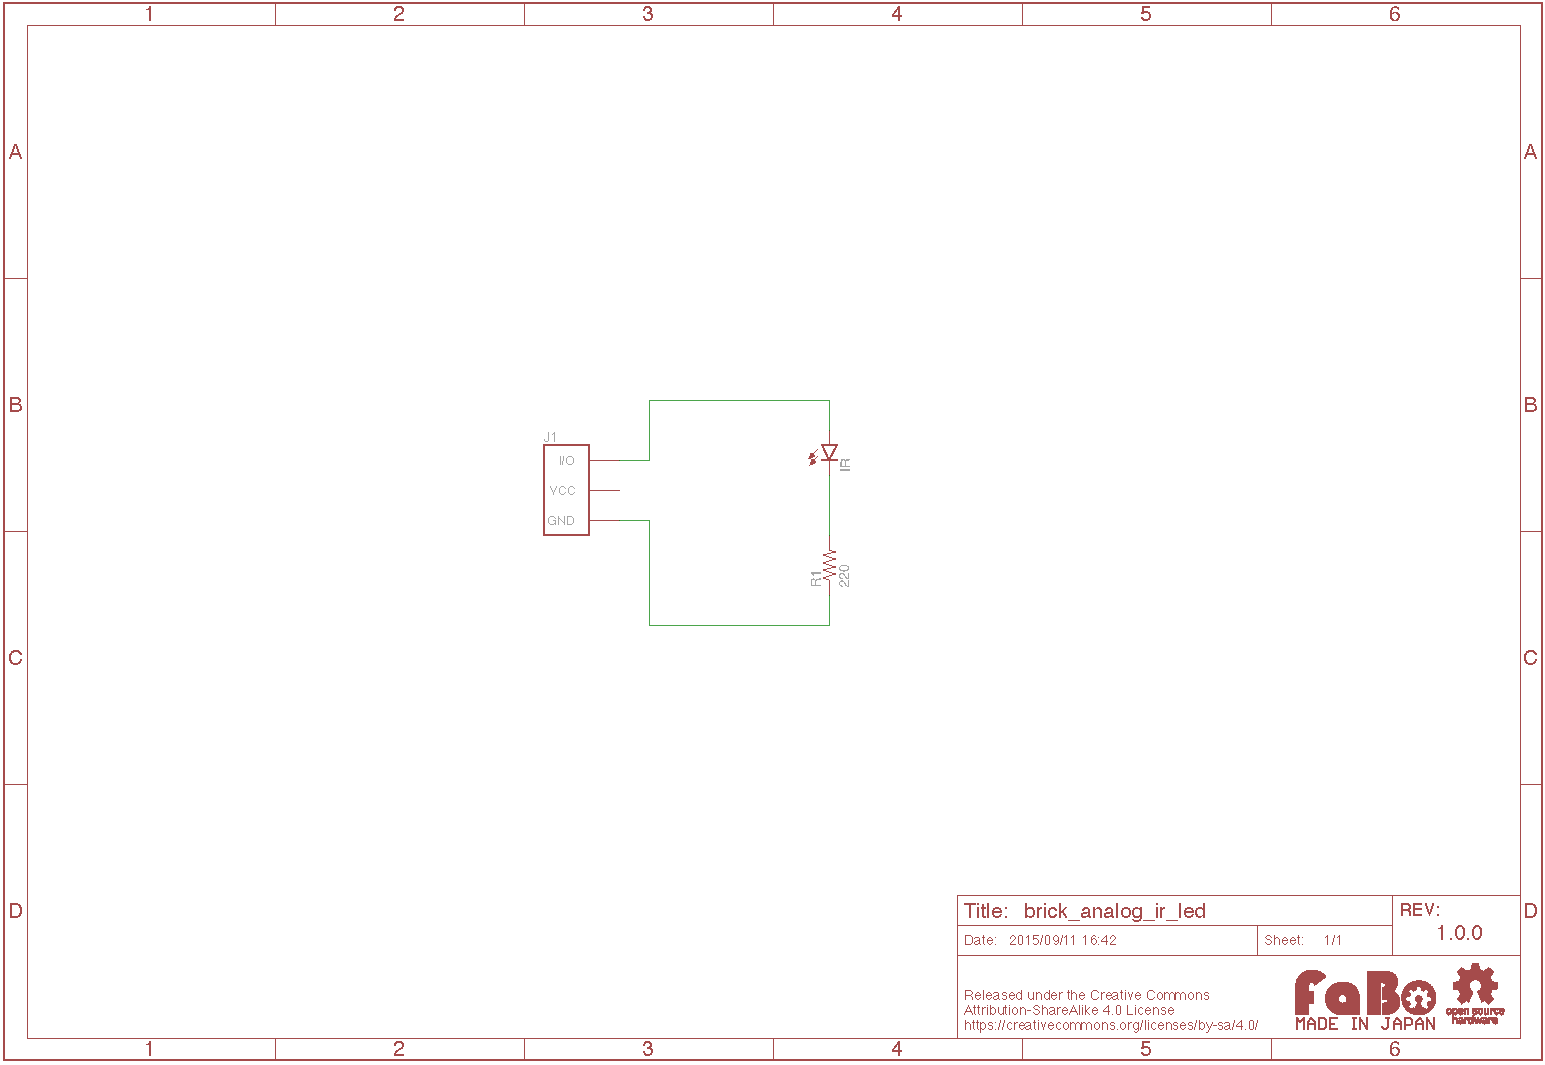 1 2 3 4 5 6
A A
B B
J1
I/O
VCC
GND
IR
R1
220
C C
D D
Title: brick_analog_ir_led
REV:
1.0.0
Date: 2015/09/11 16:42
Sheet: 1/1
Released under the Creative Commons
Attribution-ShareAlike 4.0 License
https://creativecommons.org/licenses/by-sa/4.0/
FaBo
MADE IN JAPAN
open source
hardware
1 2 3 4 5 6